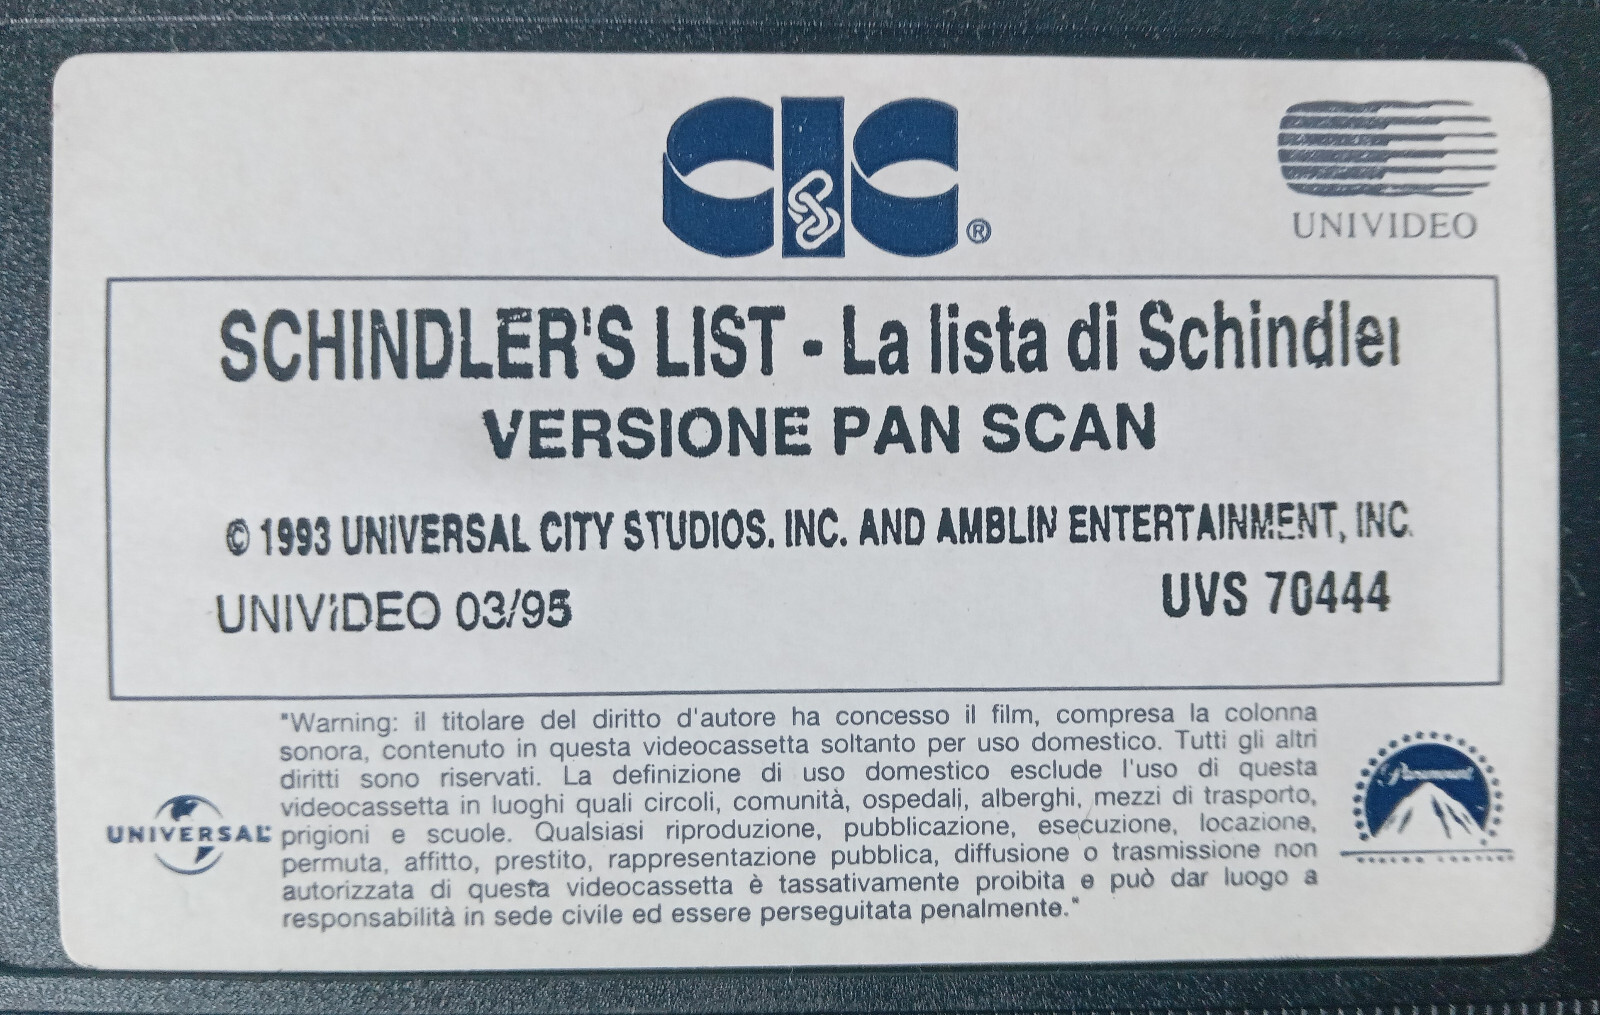 CIC ®
UNIVIDEO
SCHINDLER'S LIST - La lista di Schindler
VERSIONE PAN SCAN
© 1993 UNIVERSAL CITY STUDIOS. INC. AND AMBLIN ENTERTAINMENT, INC.
UNIVIDEO 03/95
UVS 70444
"Warning: il titolare del diritto d'autore ha concesso il film, compresa la colonna
sonora, contenuto in questa videocassetta soltanto per uso domestico. Tutti gli altri
diritti sono riservati. La definizione di uso domestico esclude l'uso di questa
videocassetta in luoghi quali circoli, comunità, ospedali, alberghi, mezzi di trasporto,
prigioni e scuole. Qualsiasi riproduzione, pubblicazione, esecuzione, locazione,
permuta, affitto, prestito, rappresentazione pubblica, diffusione o trasmissione non
autorizzata di questa videocassetta è tassativamente proibita e può dar luogo a
responsabilità in sede civile ed essere perseguitata penalmente."
UNIVERSAL
Paramount